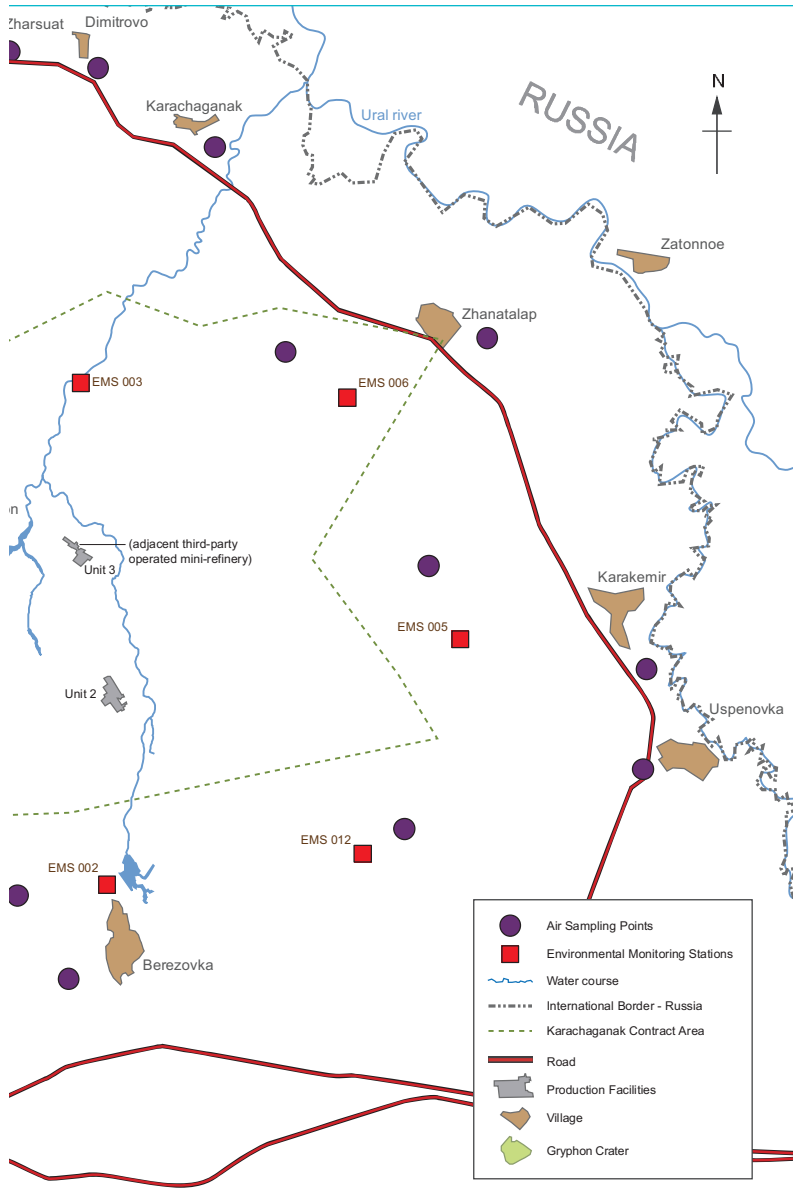 Zharsuat
Dimitrovo
Karachaganak
Ural river
RUSSIA
N
Zatonnoe
Zhanatalap
EMS 003
EMS 006
on
(adjacent third-party
operated mini-refinery)
Unit 3
Karakemir
EMS 005
Unit 2
Uspenovka
EMS 012
EMS 002
Berezovka
Air Sampling Points
Environmental Monitoring Stations
Water course
International Border - Russia
Karachaganak Contract Area
Road
Production Facilities
Village
Gryphon Crater